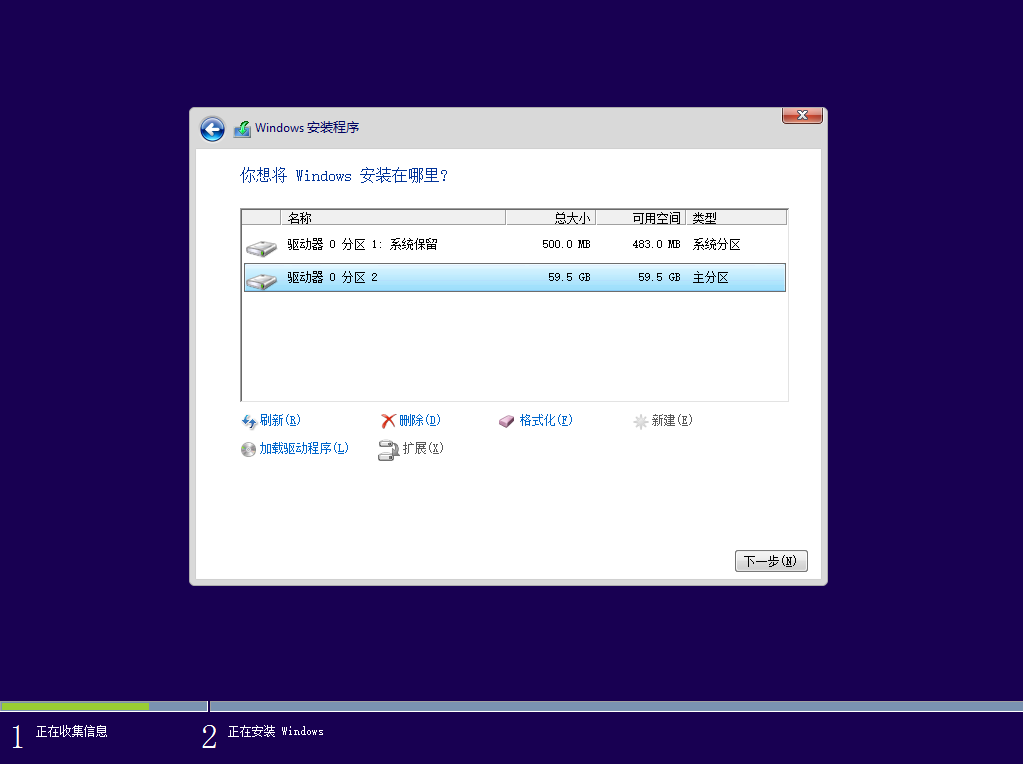 Windows 安装程序
你想将 Windows 安装在哪里?
名称 总大小 可用空间 类型
驱动器 0 分区 1: 系统保留 500.0 MB 483.0 MB 系统分区
驱动器 0 分区 2 59.5 GB 59.5 GB 主分区
刷新(R) 删除(D) 格式化(F) 新建(E)
加载驱动程序(L) 扩展(X)
下一步(N)
1 正在收集信息 2 正在安装 Windows